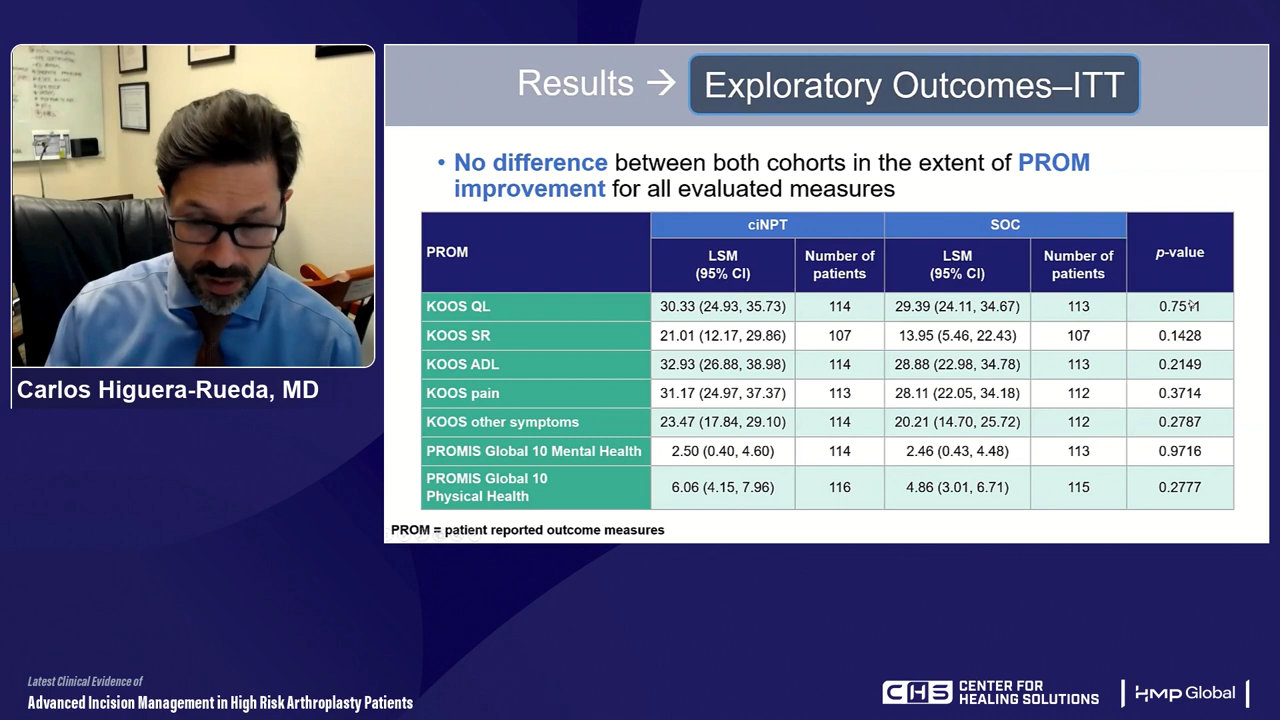 Results → Exploratory Outcomes–ITT
• No difference between both cohorts in the extent of PROM
improvement for all evaluated measures
PROM ciNPT SOC p-value
LSM (95% CI) Number of patients LSM (95% CI) Number of patients
KOOS QL 30.33 (24.93, 35.73) 114 29.39 (24.11, 34.67) 113
KOOS SR 21.01 (12.17, 29.86) 107 13.95 (5.46, 22.43) 107 0.1428
KOOS ADL 32.93 (26.88, 38.98) 114 28.88 (22.98, 34.78) 113 0.2149
KOOS pain 31.17 (24.97, 37.37) 113 28.11 (22.05, 34.18) 112 0.3714
KOOS other symptoms 23.47 (17.84, 29.10) 114 20.21 (14.70, 25.72) 112 0.2787
PROMIS Global 10 Mental Health 2.50 (0.40, 4.60) 114 2.46 (0.43, 4.48) 113 0.9716
PROMIS Global 10 Physical Health 6.06 (4.15, 7.96) 116 4.86 (3.01, 6.71) 115 0.2777
PROM = patient reported outcome measures
Carlos Higuera-Rueda, MD
Latest Clinical Evidence of
Advanced Incision Management in High Risk Arthroplasty Patients
CHS CENTER FOR
HEALING SOLUTIONS
HMP Global